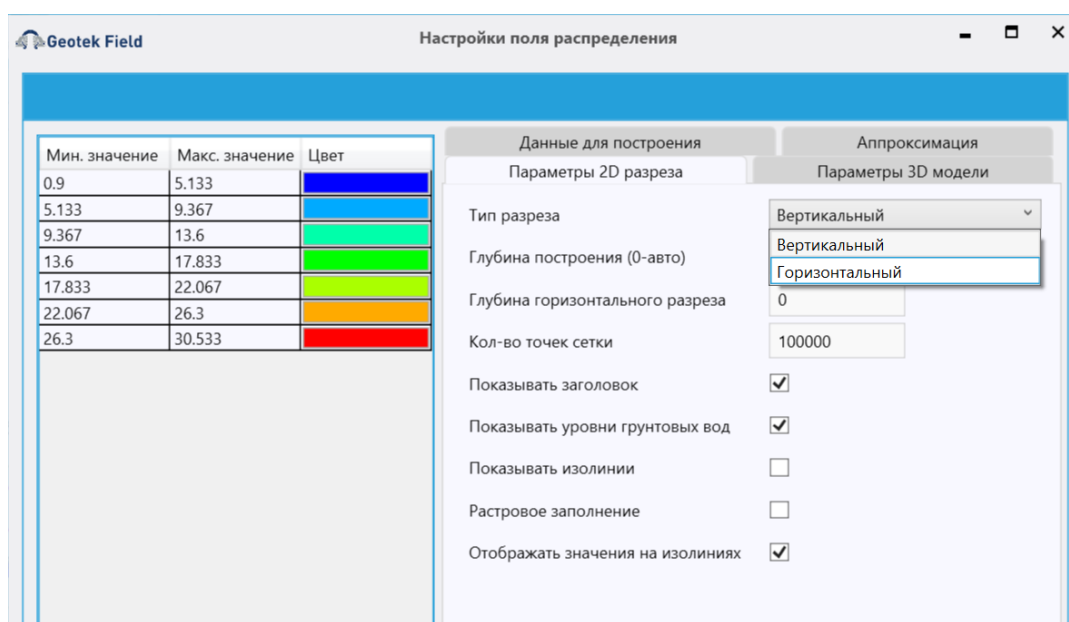 Geotek Field
Настройки поля распределения
Мин. значение Макс. значение Цвет
0.9 5.133
5.133 9.367
9.367 13.6
13.6 17.833
17.833 22.067
22.067 26.3
26.3 30.533
Данные для построения Аппроксимация
Параметры 2D разреза Параметры 3D модели
Тип разреза Вертикальный
Вертикальный
Глубина построения (0-авто)
Горизонтальный
Глубина горизонтального разреза 0
Кол-во точек сетки 100000
Показывать заголовок
Показывать уровни грунтовых вод
Показывать изолинии
Растровое заполнение
Отображать значения на изолиниях